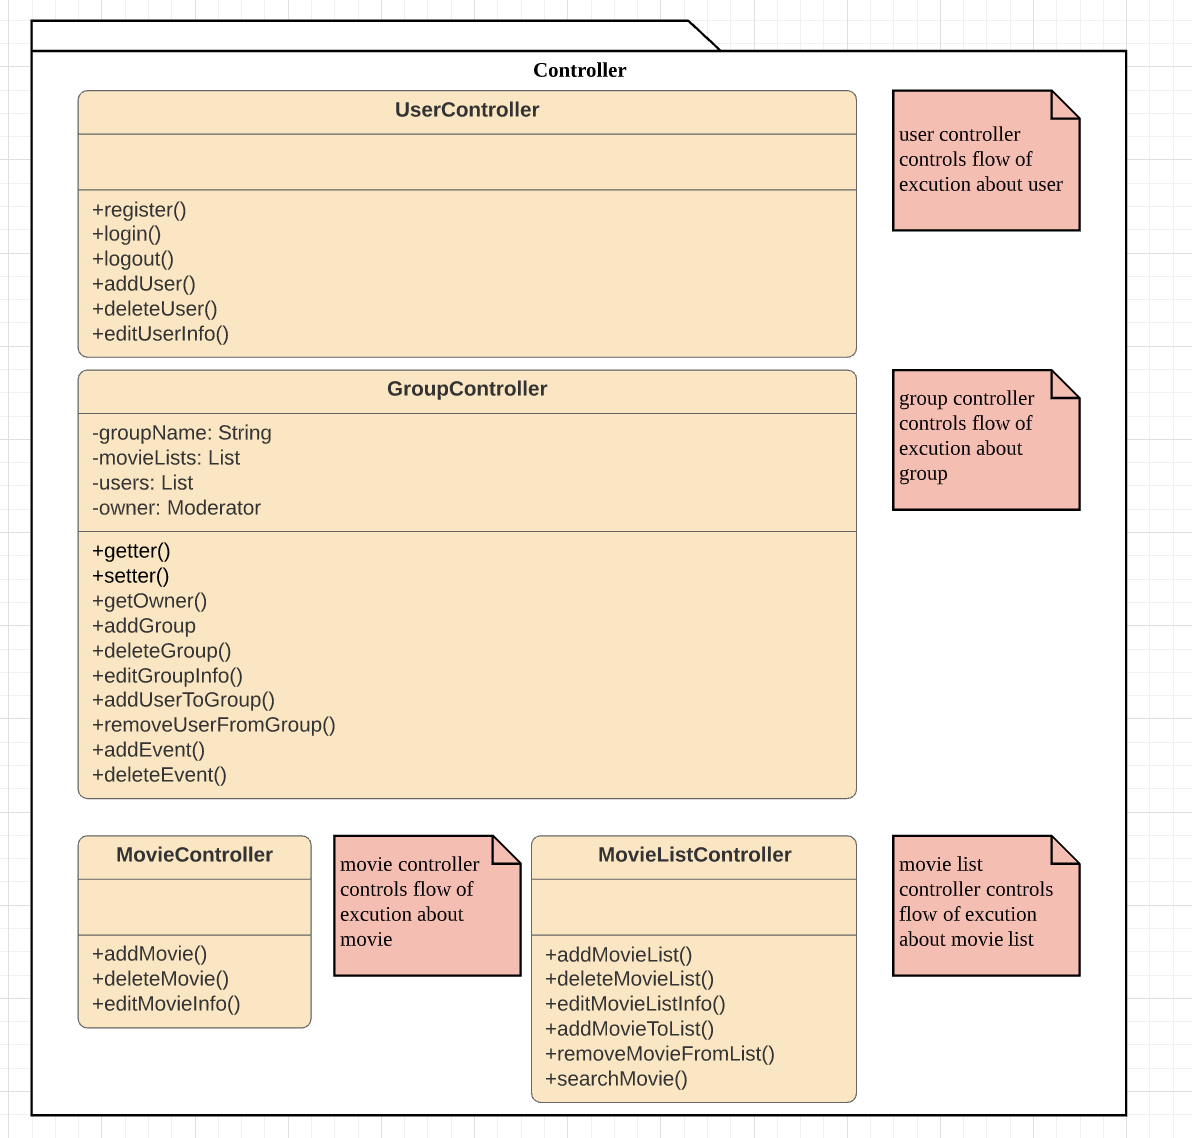 Controller
UserController
+register()
+login()
+logout()
+addUser()
+deleteUser()
+editUserInfo()
user controller
controls flow of
excution about user
GroupController
-groupName: String
-movieLists: List
-users: List
-owner: Moderator
+getter()
+setter()
+getOwner()
+addGroup
+deleteGroup()
+editGroupInfo()
+addUserToGroup()
+removeUserFromGroup()
+addEvent()
+deleteEvent()
group controller
controls flow of
excution about
group
MovieController
+addMovie()
+deleteMovie()
+editMovieInfo()
movie controller
controls flow of
excution about
movie
MovieListController
+addMovieList()
+deleteMovieList()
+editMovieListInfo()
+addMovieToList()
+removeMovieFromList()
+searchMovie()
movie list
controller controls
flow of excution
about movie list